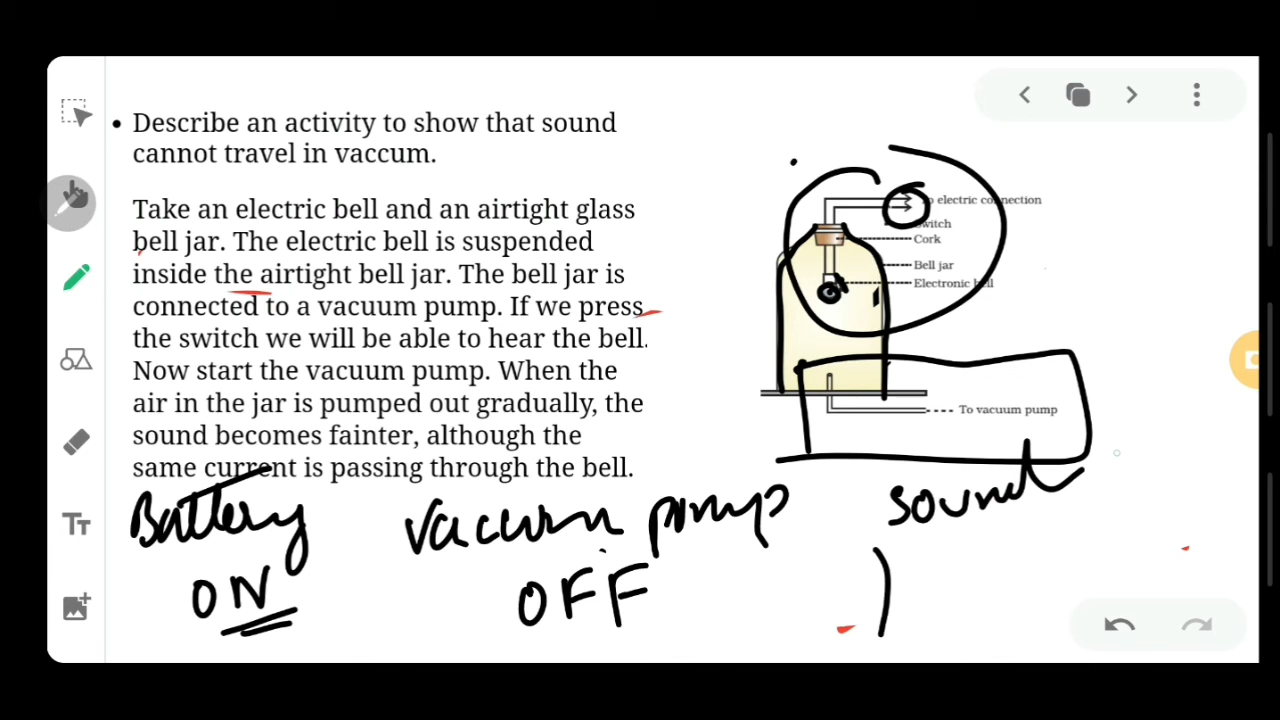 • Describe an activity to show that sound
cannot travel in vaccum.
Take an electric bell and an airtight glass
bell jar. The electric bell is suspended
inside the airtight bell jar. The bell jar is
connected to a vacuum pump. If we press
the switch we will be able to hear the bell.
Now start the vacuum pump. When the
air in the jar is pumped out gradually, the
sound becomes fainter, although the
same current is passing through the bell.
To electric connection
Switch
Cork
Bell jar
Electronic bell
To vacuum pump
Battery vacuum pump sound
ON OFF
Tт